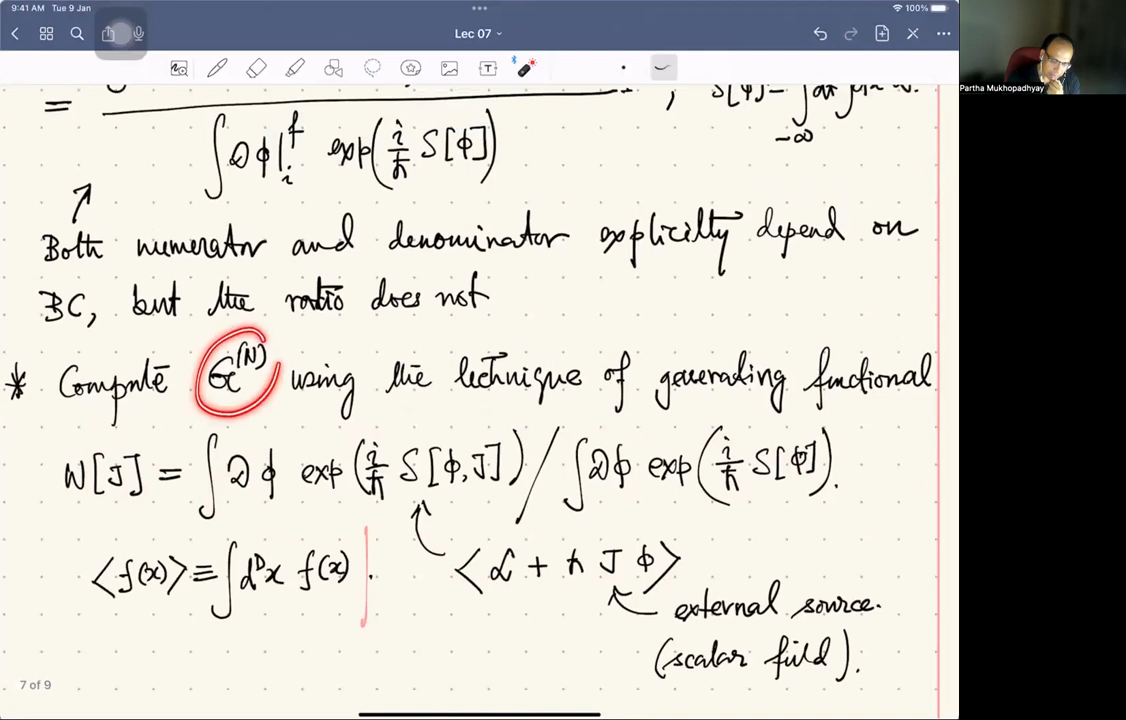 9:41 AM Tue 9 Jan
100%
Lec 07
Partha Mukhopadhyay
= ∫ 𝒟ϕ|ᵢᶠ exp(i/ħ S[ϕ]) , S[ϕ] = ∫ -∞
Both numerator and denominator explicitly depend on
BC, but the ratio does not
* Compute G^(N) using the technique of generating functional
W[J] = ∫ 𝒟ϕ exp(i/ħ S[ϕ,J]) / ∫ 𝒟ϕ exp(i/ħ S[ϕ]).
<f(x)> ≡ ∫ d^D x f(x) . <ℒ + ħ J ϕ>
external source.
(scalar field).
7 of 9